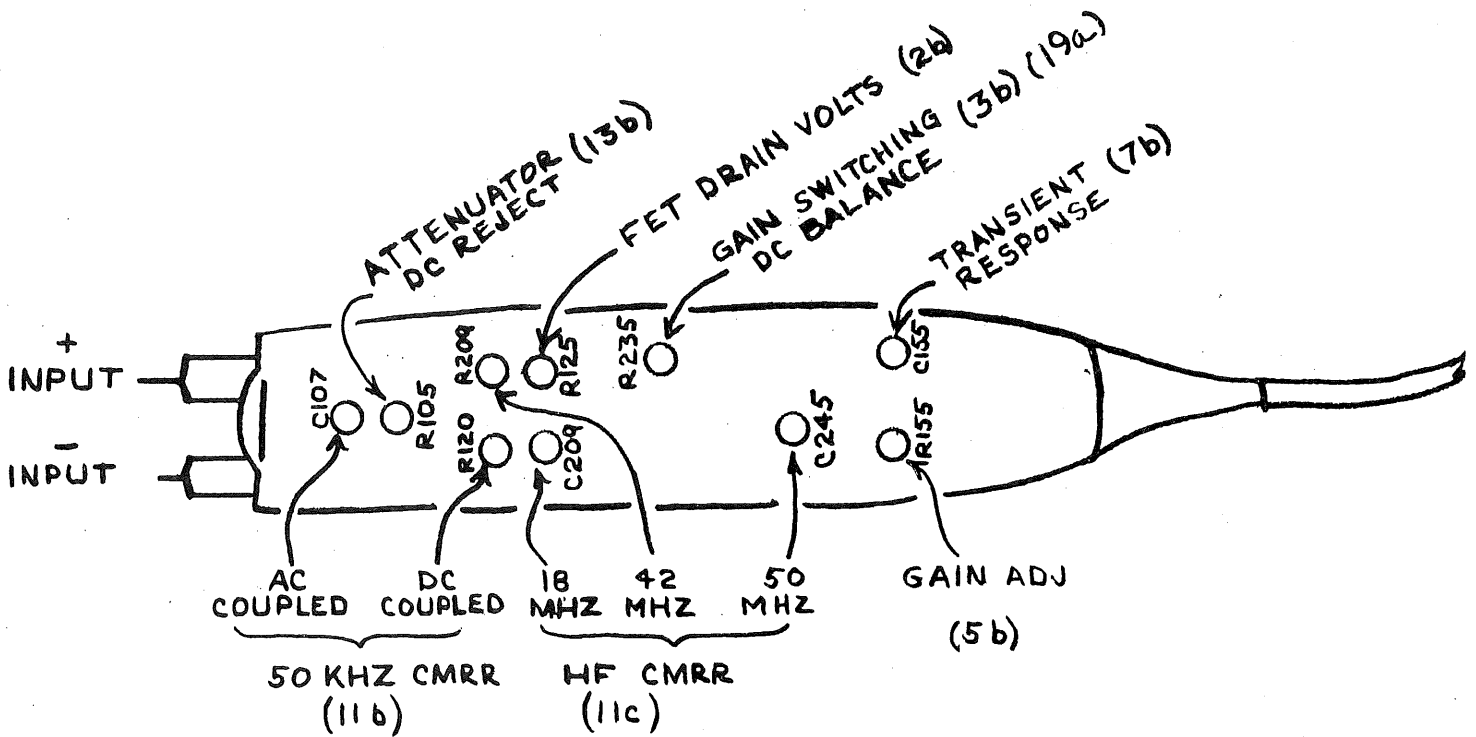 ATTENUATOR (13b)
DC REJECT
FET DRAIN VOLTS (2b)
GAIN SWITCHING (3b) (19a)
DC BALANCE
TRANSIENT (7b)
RESPONSE
+
INPUT
-
INPUT
C107
R105
R209
R125
R120
C209
R235
C245
C155
R155
AC
COUPLED
DC
COUPLED
18
MHZ
42
MHZ
50
MHZ
GAIN ADJ
(5b)
50 KHZ CMRR
(11b)
HF CMRR
(11c)